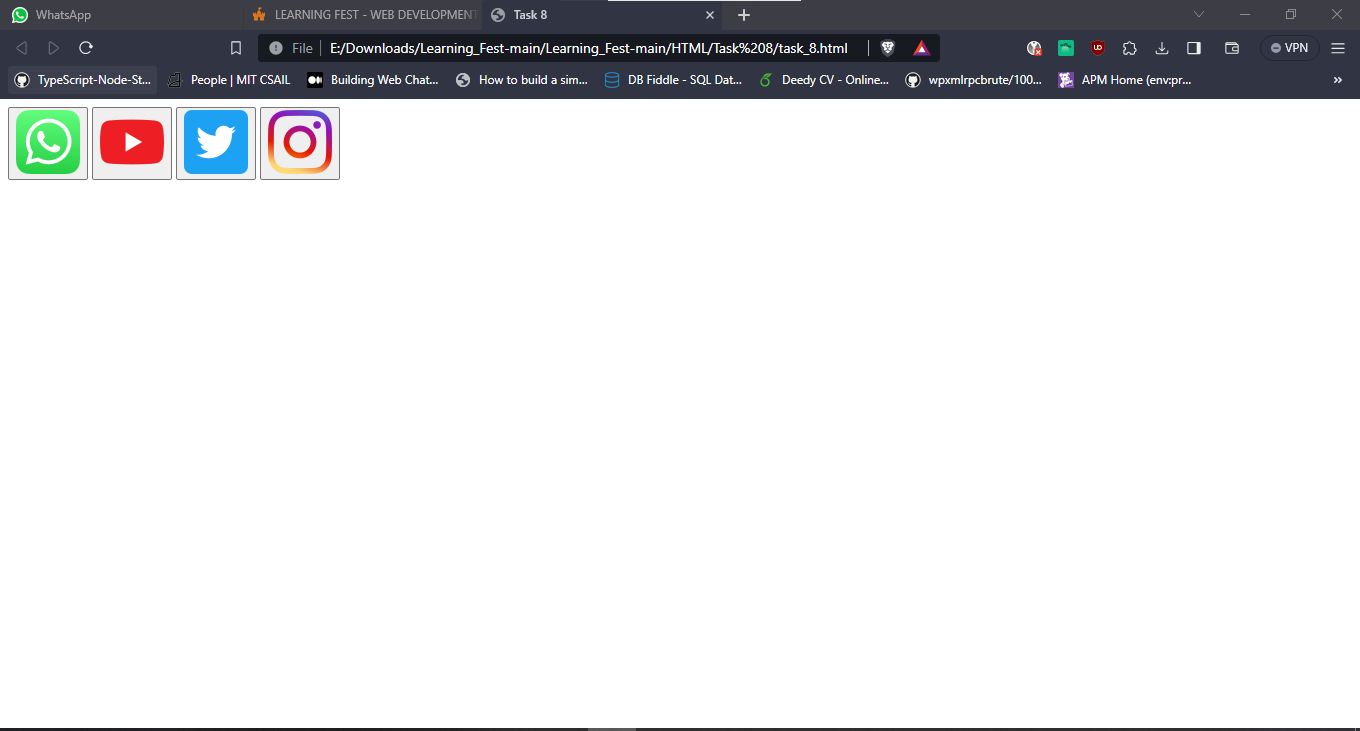 WhatsApp
LEARNING FEST - WEB DEVELOPMENT
Task 8
File
E:/Downloads/Learning_Fest-main/Learning_Fest-main/HTML/Task%208/task_8.html
UD
VPN
TypeScript-Node-St...
People | MIT CSAIL
Building Web Chat...
How to build a sim...
DB Fiddle - SQL Dat...
Deedy CV - Online...
wpxmlrpcbrute/100...
APM Home (env:pr...